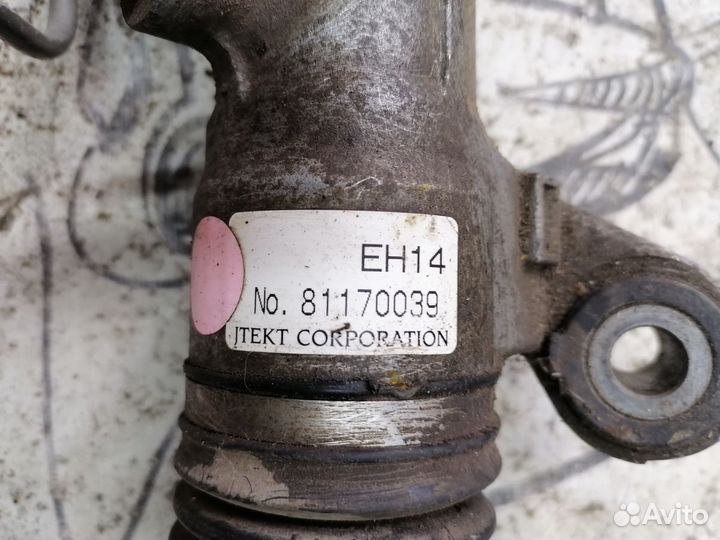 EH14
No. 81170039
JTEKT CORPORATION
Avito